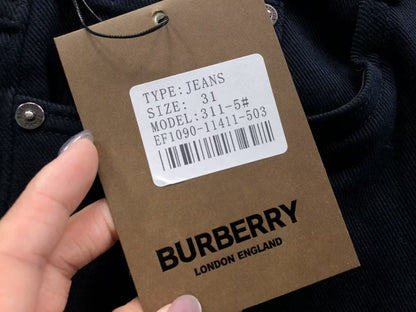 TYPE:JEANS
SIZE: 31
MODEL:311-5#
EF1090-11411-503
BURBERRY
LONDON ENGLAND